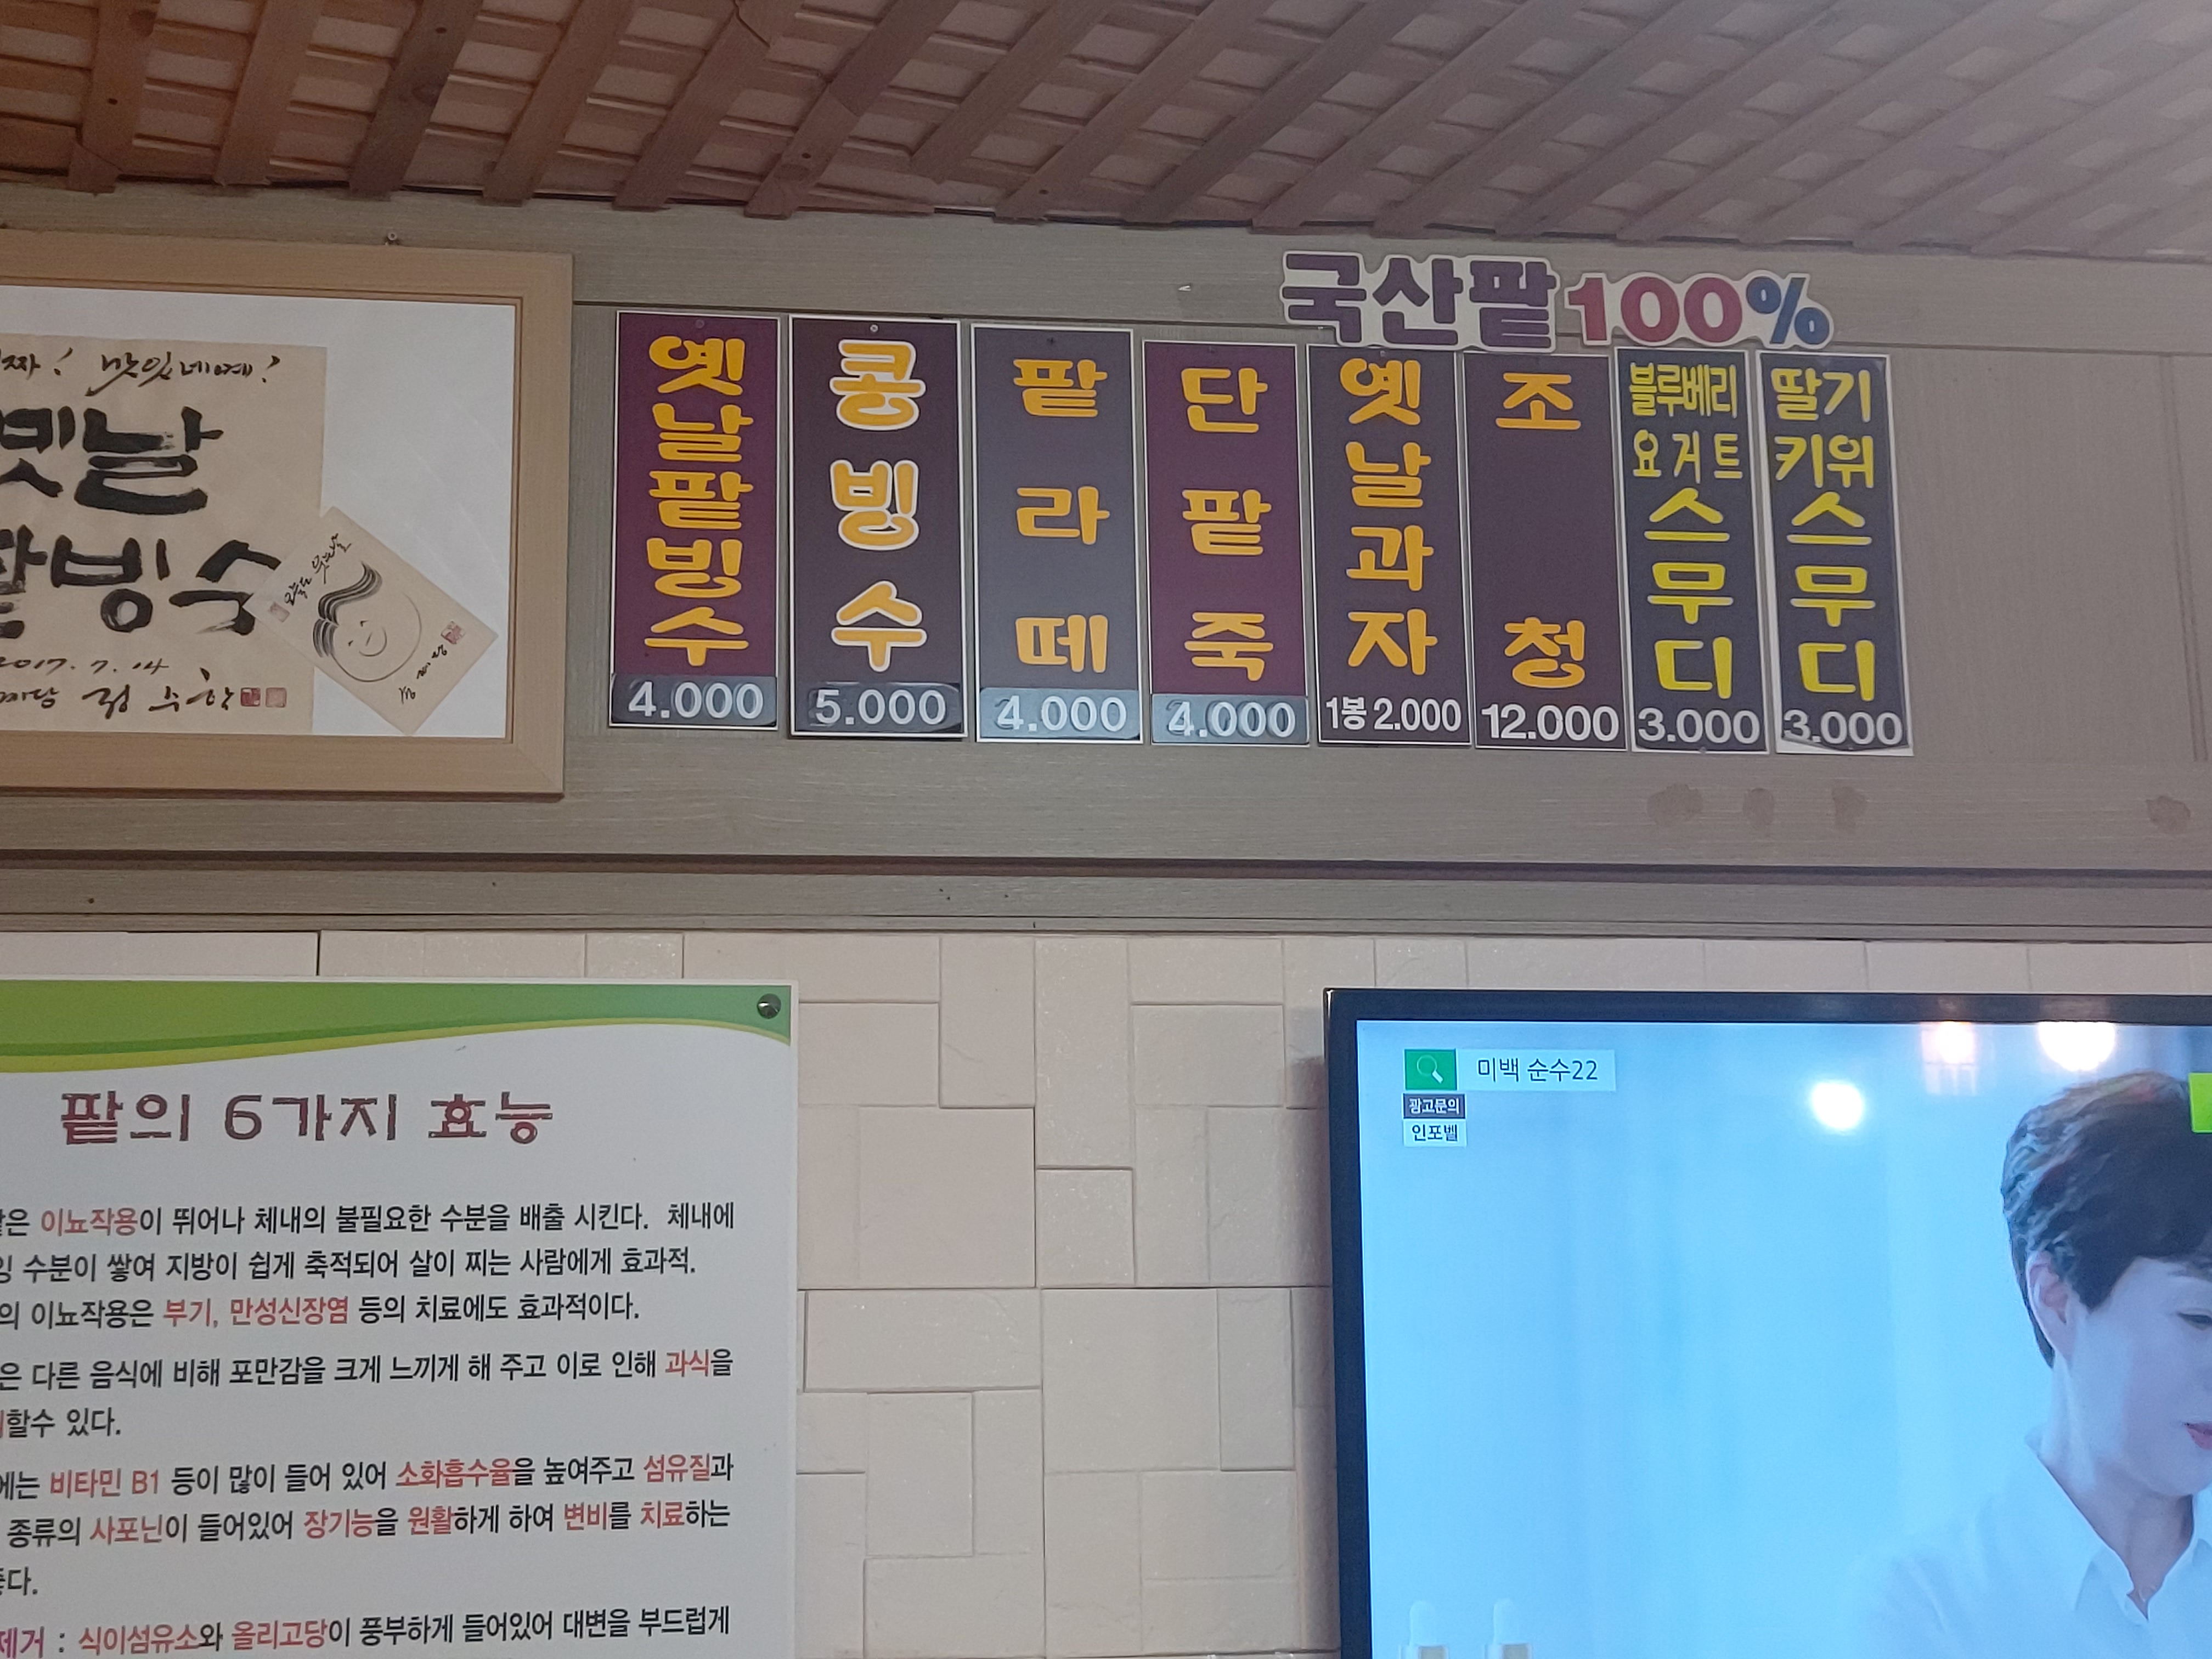 맛있네예!
옛날
팥빙수
2017. 7. 14
국산팥 100%
옛날팥빙수
4.000
콩빙수
5.000
팥라떼
4.000
단팥죽
4.000
옛날과자
1봉 2.000
조청
12.000
블루베리
요거트
스무디
3.000
딸기
키위
스무디
3.000
팥의 6가지 효능
이뇨작용이 뛰어나 체내의 불필요한 수분을 배출 시킨다. 체내에
수분이 쌓여 지방이 쉽게 축적되어 살이 찌는 사람에게 효과적.
의 이뇨작용은 부기, 만성신장염 등의 치료에도 효과적이다.
은 다른 음식에 비해 포만감을 크게 느끼게 해 주고 이로 인해 과식을
할수 있다.
에는 비타민 B1 등이 많이 들어 있어 소화흡수율을 높여주고 섬유질과
종류의 사포닌이 들어있어 장기능을 원활하게 하여 변비를 치료하는
다.
제거 : 식이섬유소와 올리고당이 풍부하게 들어있어 대변을 부드럽게
미백 순수22
광고문의
인포벨